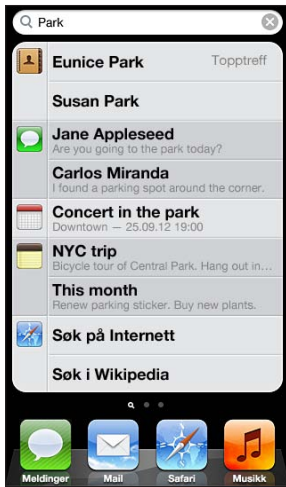 Park
Eunice Park Topptreff
Susan Park
Jane Appleseed
Are you going to the park today?
Carlos Miranda
I found a parking spot around the corner.
Concert in the park
Downtown — 25.09.12 19:00
NYC trip
Bicycle tour of Central Park. Hang out in…
This month
Renew parking sticker. Buy new plants.
Søk på Internett
Søk i Wikipedia
Meldinger Mail Safari Musikk